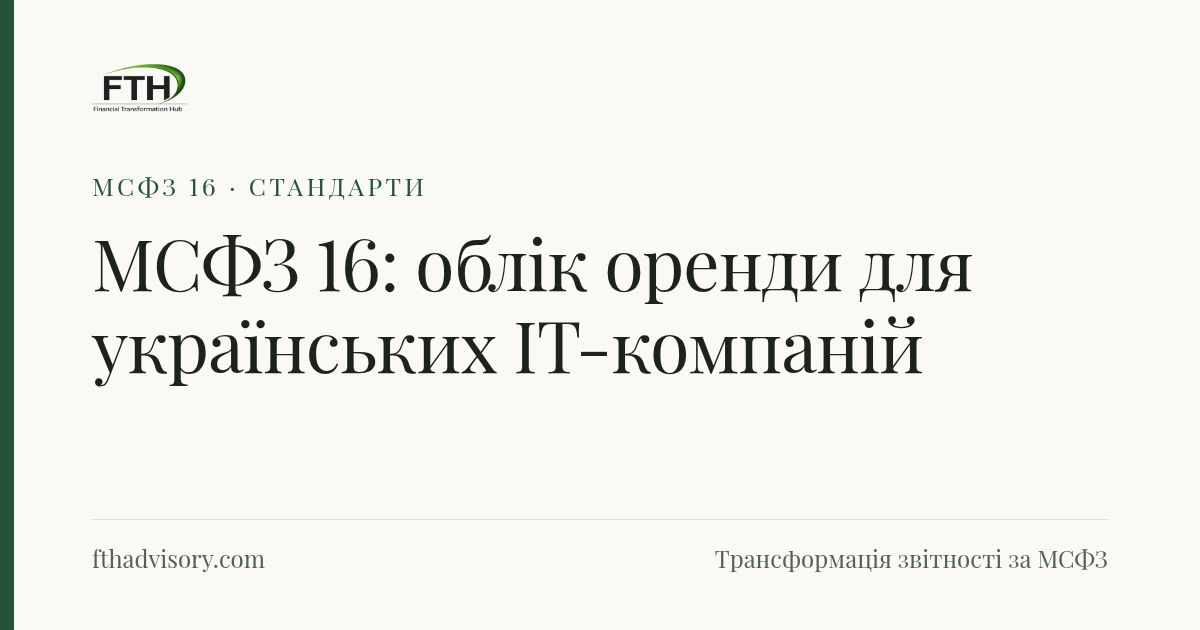 FTH
Financial Transformation Hub
МСФЗ 16 · СТАНДАРТИ
МСФЗ 16: облік оренди для
українських ІТ-компаній
fthadvisory.com
Трансформація звітності за МСФЗ